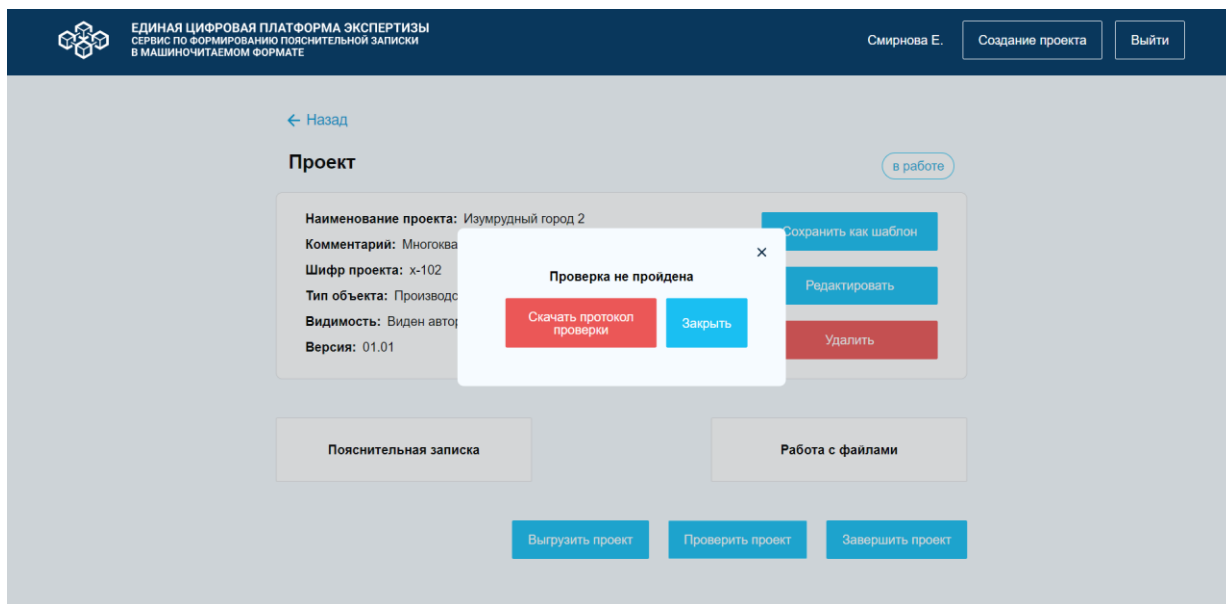 ЕДИНАЯ ЦИФРОВАЯ ПЛАТФОРМА ЭКСПЕРТИЗЫ
СЕРВИС ПО ФОРМИРОВАНИЮ ПОЯСНИТЕЛЬНОЙ ЗАПИСКИ
В МАШИНОЧИТАЕМОМ ФОРМАТЕ
Смирнова Е.
Создание проекта
Выйти
← Назад
Проект
в работе
Наименование проекта: Изумрудный город 2
Комментарий: Многоква
Шифр проекта: х-102
Тип объекта: Производс
Видимость: Виден автор
Версия: 01.01
Сохранить как шаблон
Редактировать
Удалить
×
Проверка не пройдена
Скачать протокол
проверки
Закрыть
Пояснительная записка
Работа с файлами
Выгрузить проект
Проверить проект
Завершить проект